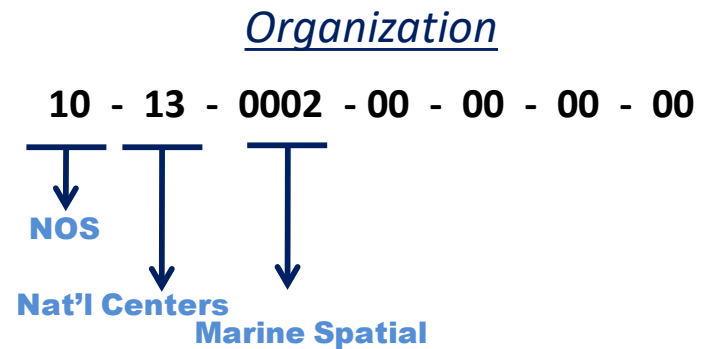 Organization
10 - 13 - 0002 - 00 - 00 - 00 - 00
NOS
Nat'l Centers
Marine Spatial